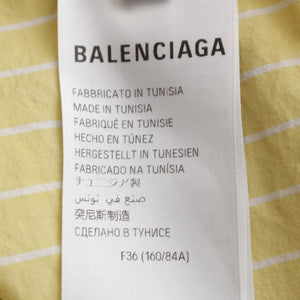 BALENCIAGA
FABBRICATO IN TUNISIA
MADE IN TUNISIA
FABRIQUÉ EN TUNISIE
HECHO EN TÚNEZ
HERGESTELLT IN TUNESIEN
FABRICADO NA TUNÍSIA
チュニジア製
صنع في تونس
突尼斯制造
СДЕЛАНО В ТУНИСЕ
F36 (160/84A)